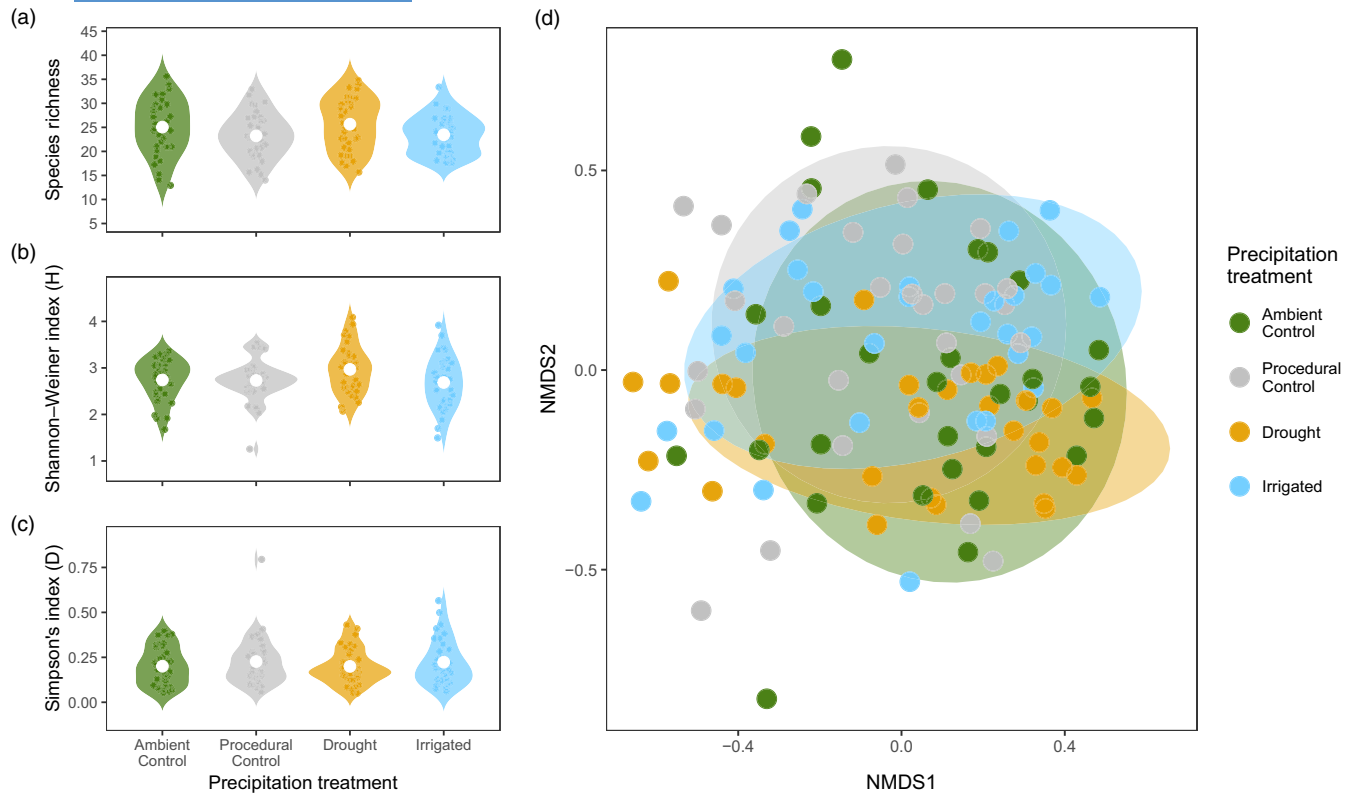 (a)
Species richness
45
40
35
30
25
20
15
10
5
(b)
Shannon–Weiner index (H)
4
3
2
1
(c)
Simpson's index (D)
0.75
0.50
0.25
0.00
Ambient
Control
Procedural
Control
Drought
Irrigated
Precipitation treatment
(d)
NMDS2
0.5
0.0
−0.5
−0.4
0.0
0.4
NMDS1
Precipitation
treatment
Ambient
Control
Procedural
Control
Drought
Irrigated